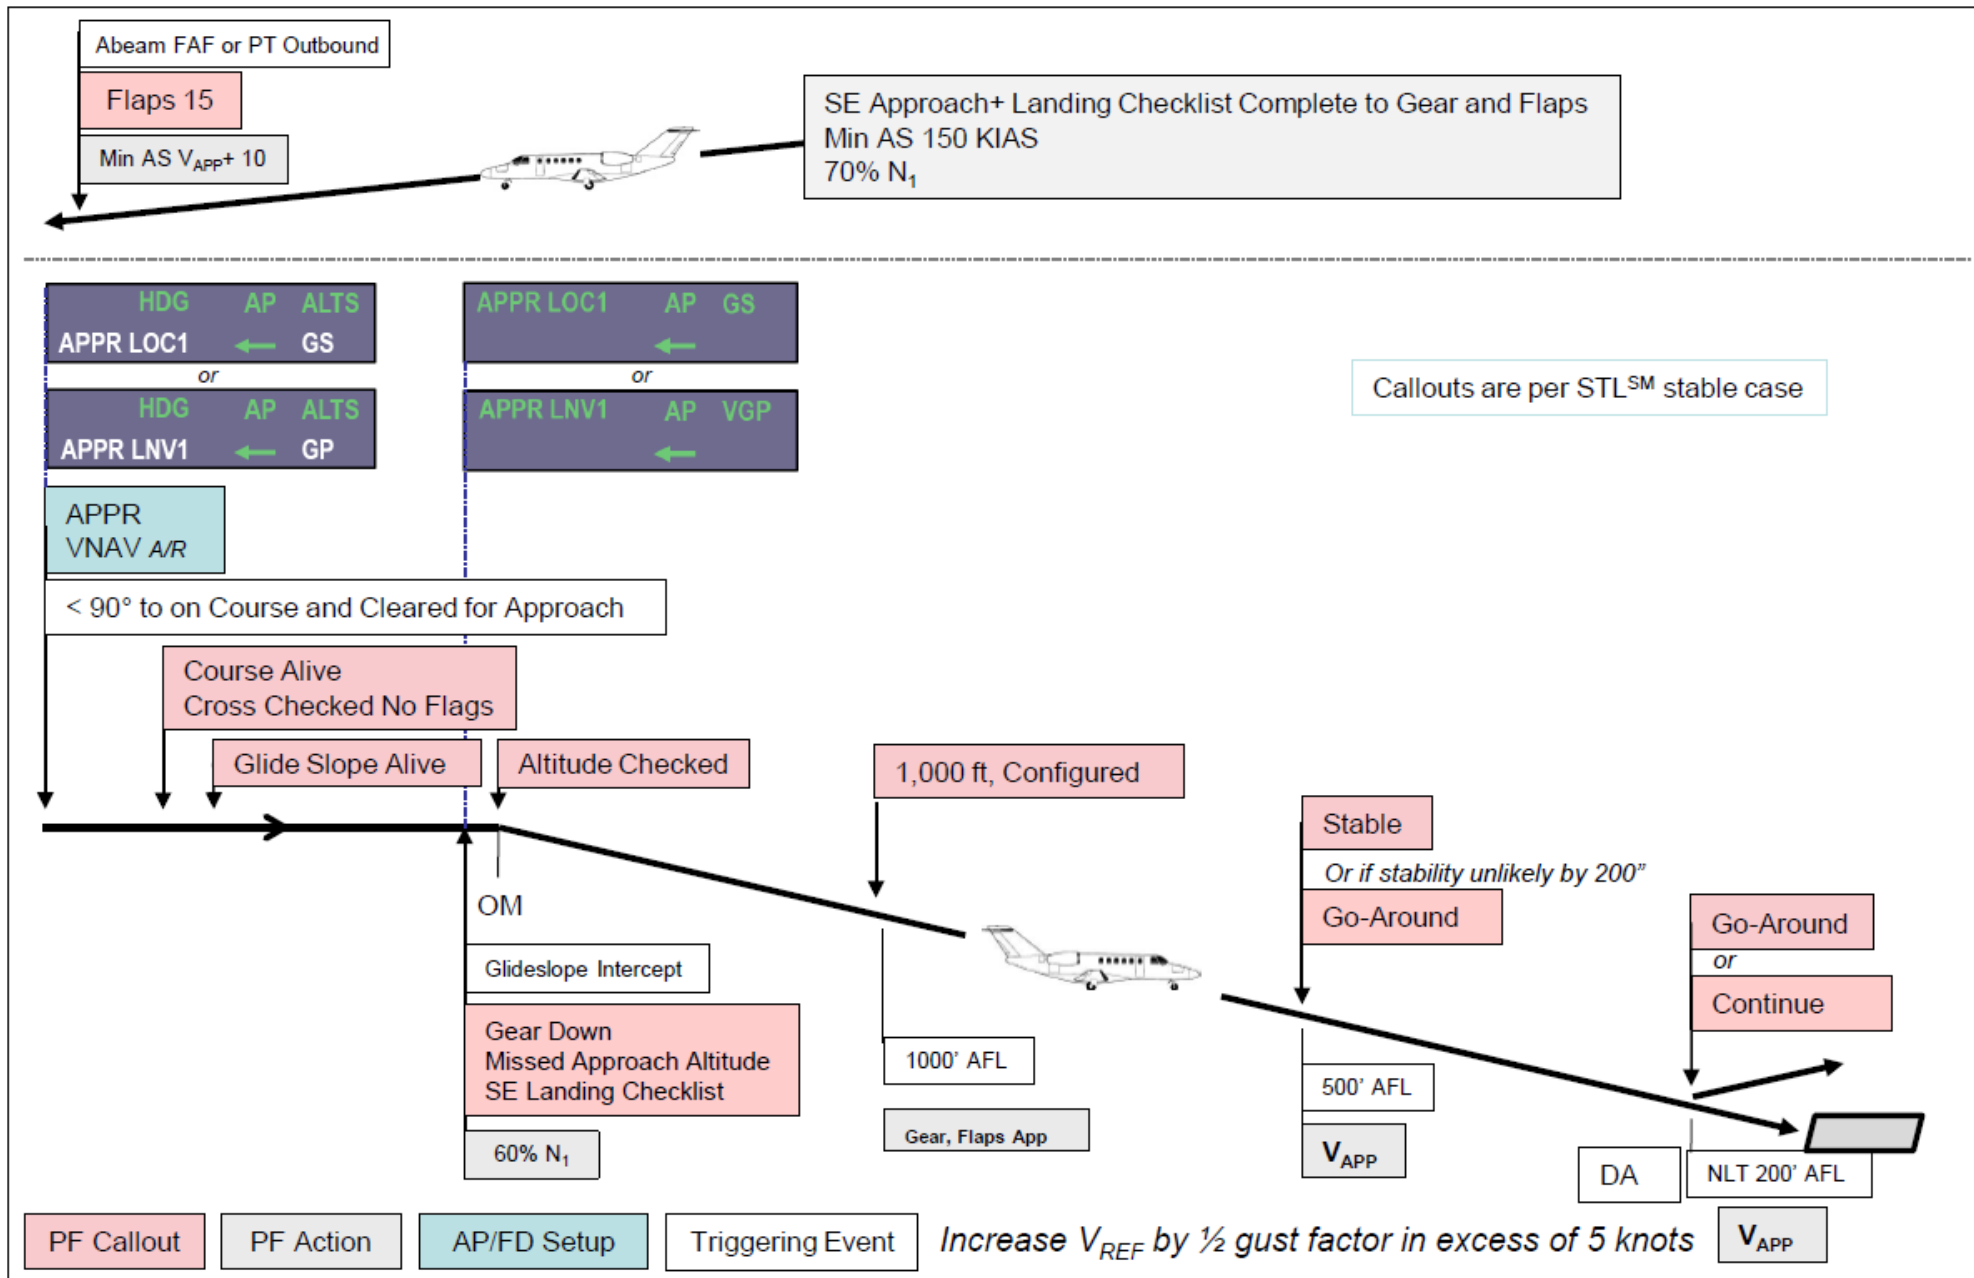 Abeam FAF or PT Outbound
Flaps 15
Min AS VAPP+ 10
SE Approach+ Landing Checklist Complete to Gear and Flaps
Min AS 150 KIAS
70% N1
HDG AP ALTS
APPR LOC1 ← GS
or
HDG AP ALTS
APPR LNV1 ← GP
APPR LOC1 AP GS
←
or
APPR LNV1 AP VGP
←
Callouts are per STL℠ stable case
APPR
VNAV A/R
< 90° to on Course and Cleared for Approach
Course Alive
Cross Checked No Flags
Glide Slope Alive
Altitude Checked
1,000 ft, Configured
Stable
Or if stability unlikely by 200”
Go-Around
Go-Around
or
Continue
OM
Glideslope Intercept
Gear Down
Missed Approach Altitude
SE Landing Checklist
60% N1
1000’ AFL
Gear, Flaps App
500’ AFL
VAPP
DA
NLT 200’ AFL
VAPP
PF Callout
PF Action
AP/FD Setup
Triggering Event
Increase VREF by ½ gust factor in excess of 5 knots